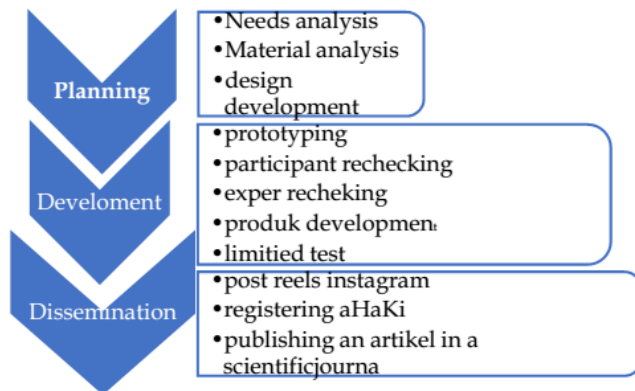 Planning
•Needs analysis
•Material analysis
•design
development
Develoment
•prototyping
•participant rechecking
•exper recheking
•produk development
•limitied test
Dissemination
•post reels instagram
•registering aHaKi
•publishing an artikel in a
scientificjourna